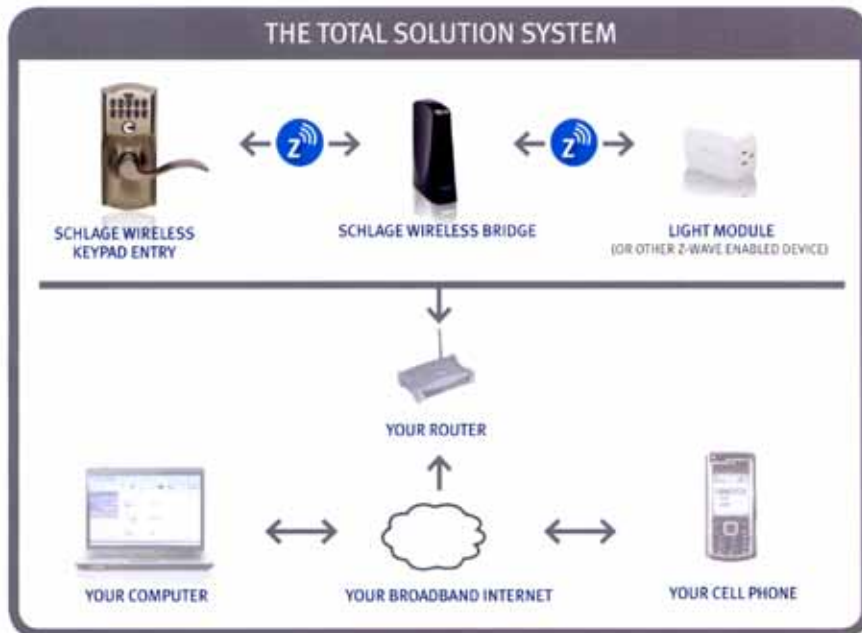 THE TOTAL SOLUTION SYSTEM
Z
Z
SCHLAGE WIRELESS
KEYPAD ENTRY
SCHLAGE WIRELESS BRIDGE
LIGHT MODULE
(OR OTHER Z-WAVE ENABLED DEVICE)
YOUR ROUTER
YOUR COMPUTER
YOUR BROADBAND INTERNET
YOUR CELL PHONE